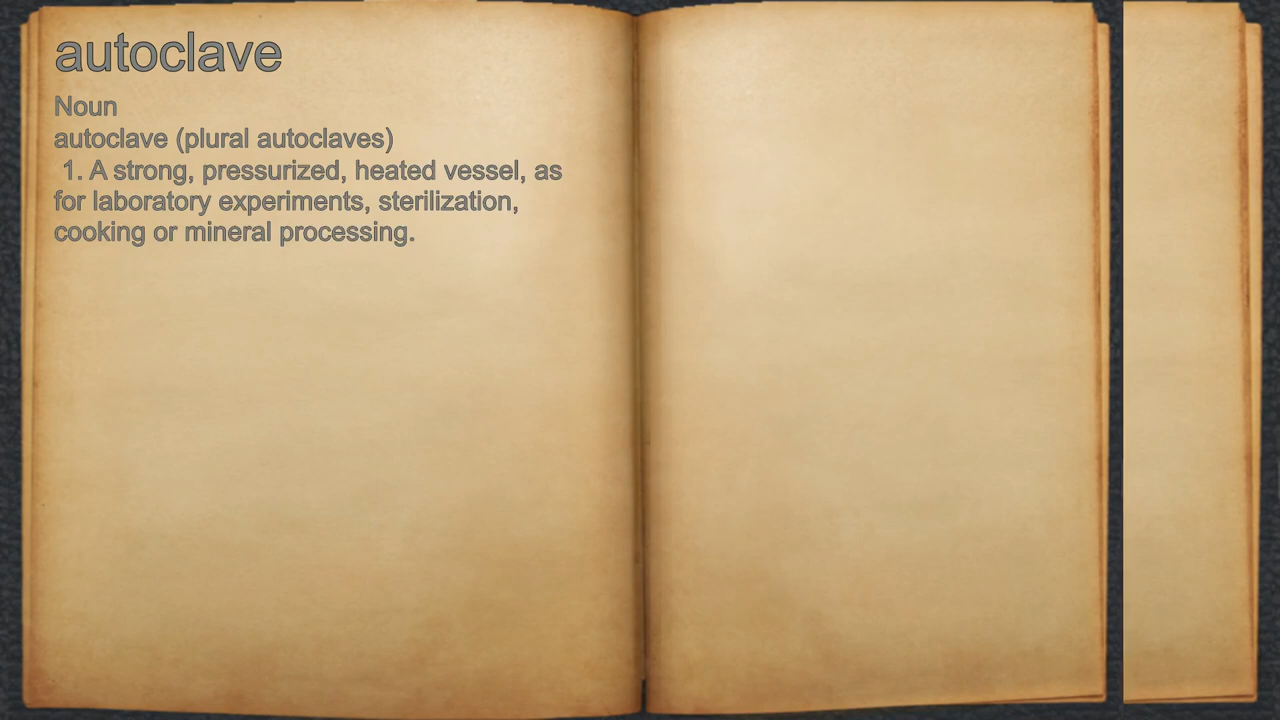 autoclave
Noun
autoclave (plural autoclaves)
1. A strong, pressurized, heated vessel, as
for laboratory experiments, sterilization,
cooking or mineral processing.